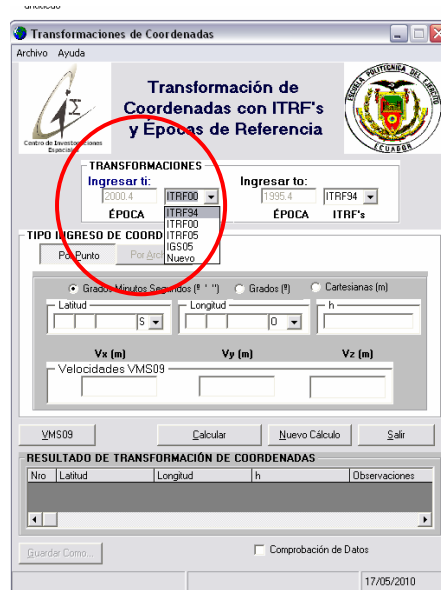 Transformaciones de Coordenadas
Archivo Ayuda
Centro de Investigaciones
Espaciales
Transformación de
Coordenadas con ITRF's
y Épocas de Referencia
ESCUELA POLITECNICA DEL EJERCITO
ECUADOR
TRANSFORMACIONES
Ingresar ti: Ingresar to:
2000.4 ITRF00 1995.4 ITRF94
ÉPOCA ÉPOCA ITRF's
ITRF94
ITRF00
ITRF05
IGS05
Nuevo
TIPO INGRESO DE COORD
Por Punto Por Arch
Grados Minutos Segundos (º ' '') Grados (º) Cartesianas (m)
Latitud Longitud h
S O
Vx (m) Vy (m) Vz (m)
Velocidades VMS09
VMS09 Calcular Nuevo Cálculo Salir
RESULTADO DE TRANSFORMACIÓN DE COORDENADAS
Nro Latitud Longitud h Observaciones
Guardar Como... Comprobación de Datos
17/05/2010